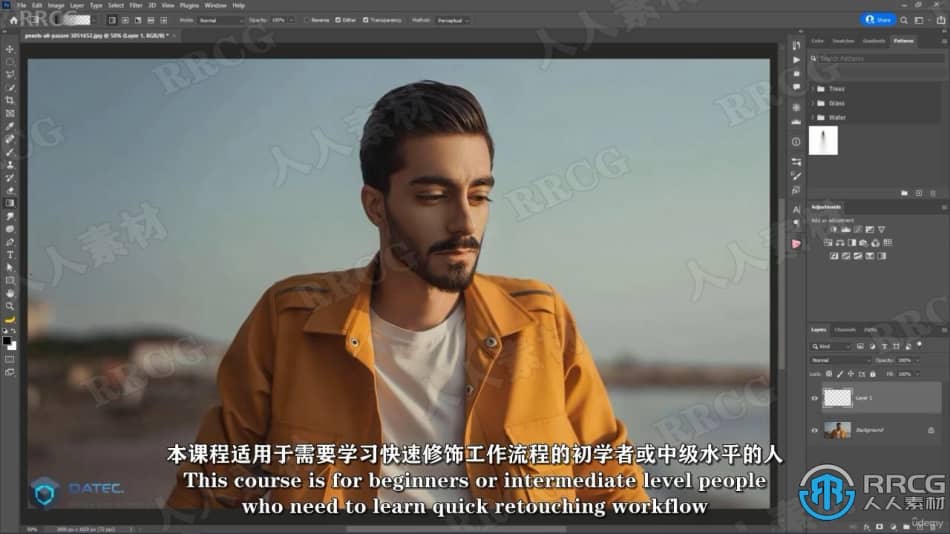 File Edit Image Layer Type Select Filter 3D View Plugins Window Help
Mode: Normal Opacity: 100% Reverse Dither Transparency Method: Perceptual
Share
pexels-ali-pazani-3051652.jpg @ 50% (Layer 1, RGB/8) *
Color Swatches Gradients Patterns
Search Patterns
Trees
Glass
Water
Adjustments
Add an adjustment
Layers Channels Paths
Kind
Normal Opacity: 100%
Lock: Fill: 100%
Layer 1
Background
RRCG
人人素材
DATEC.
本课程适用于需要学习快速修饰工作流程的初学者或中级水平的人
This course is for beginners or intermediate level people
who need to learn quick retouching workflow
RRCG
人人素材
ûdemy
50%